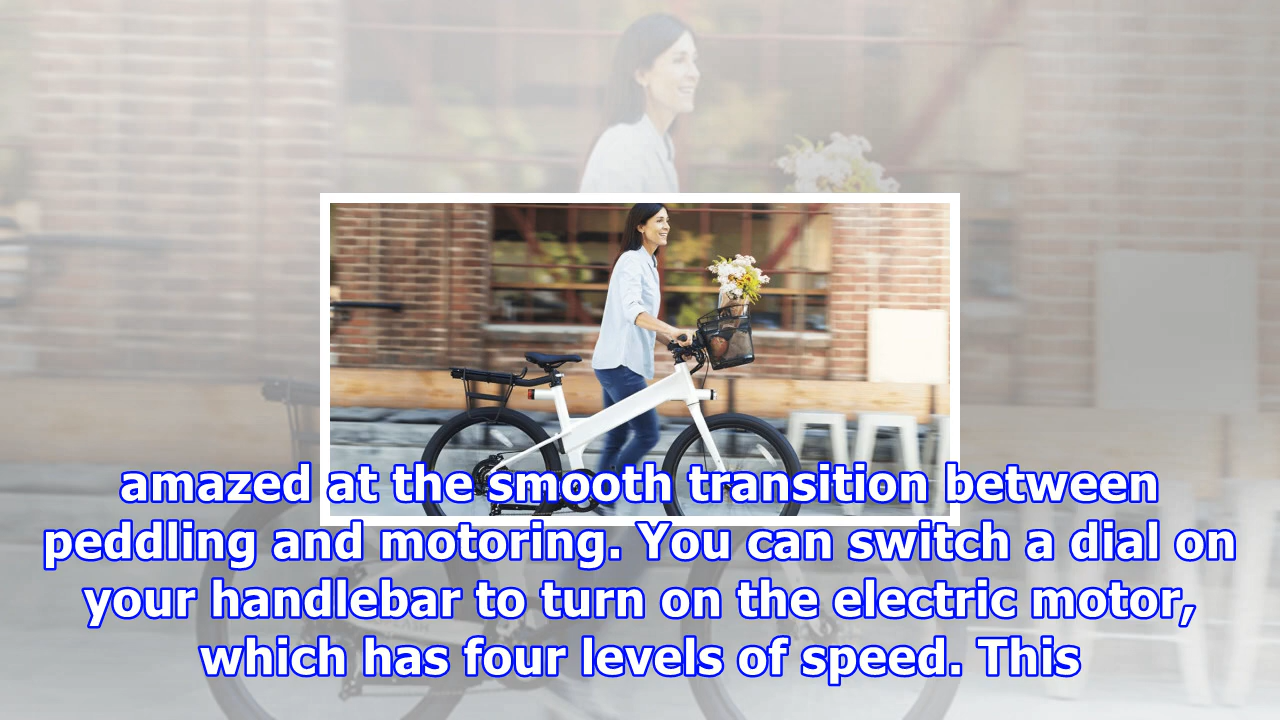 amazed at the smooth transition between
peddling and motoring. You can switch a dial on
your handlebar to turn on the electric motor,
which has four levels of speed. This